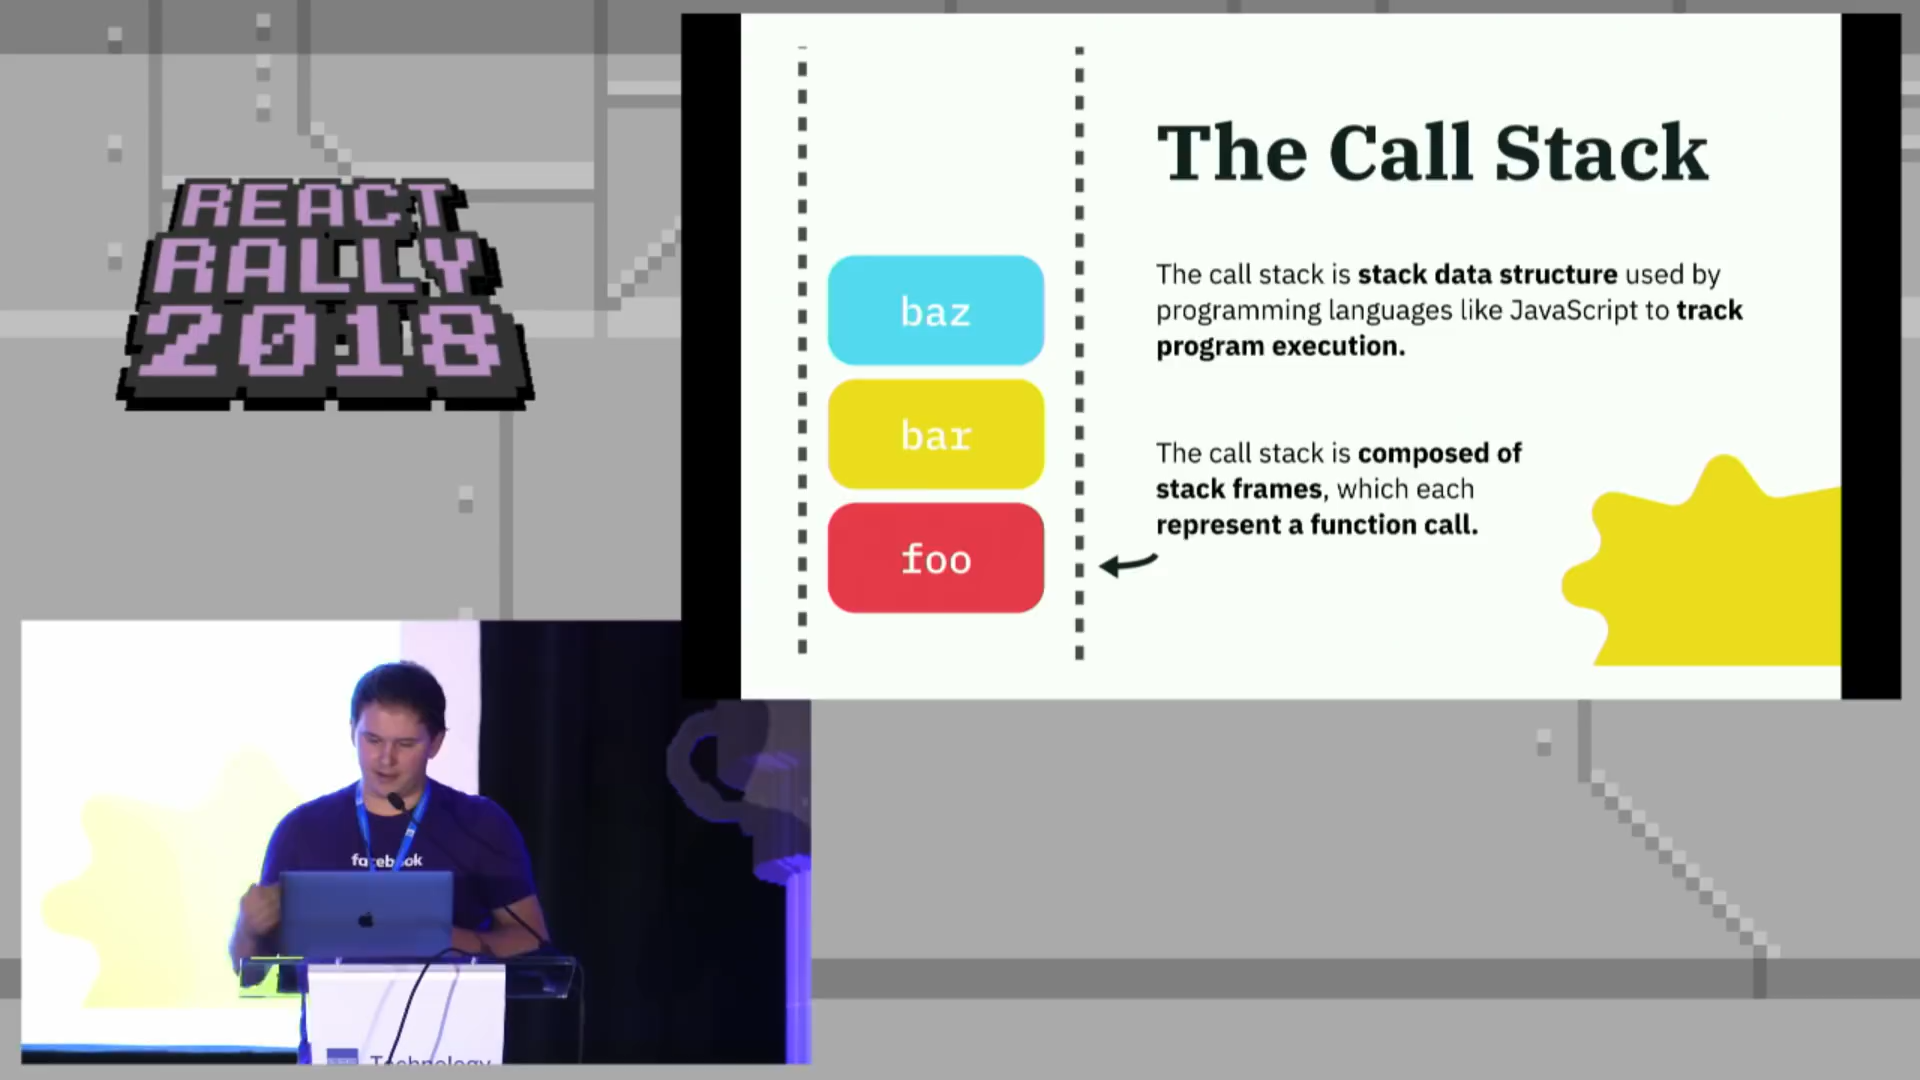 REACT
RALLY
2018
The Call Stack
The call stack is stack data structure used by
programming languages like JavaScript to track
program execution.
The call stack is composed of
stack frames, which each
represent a function call.
baz
bar
foo
facebook
Technology